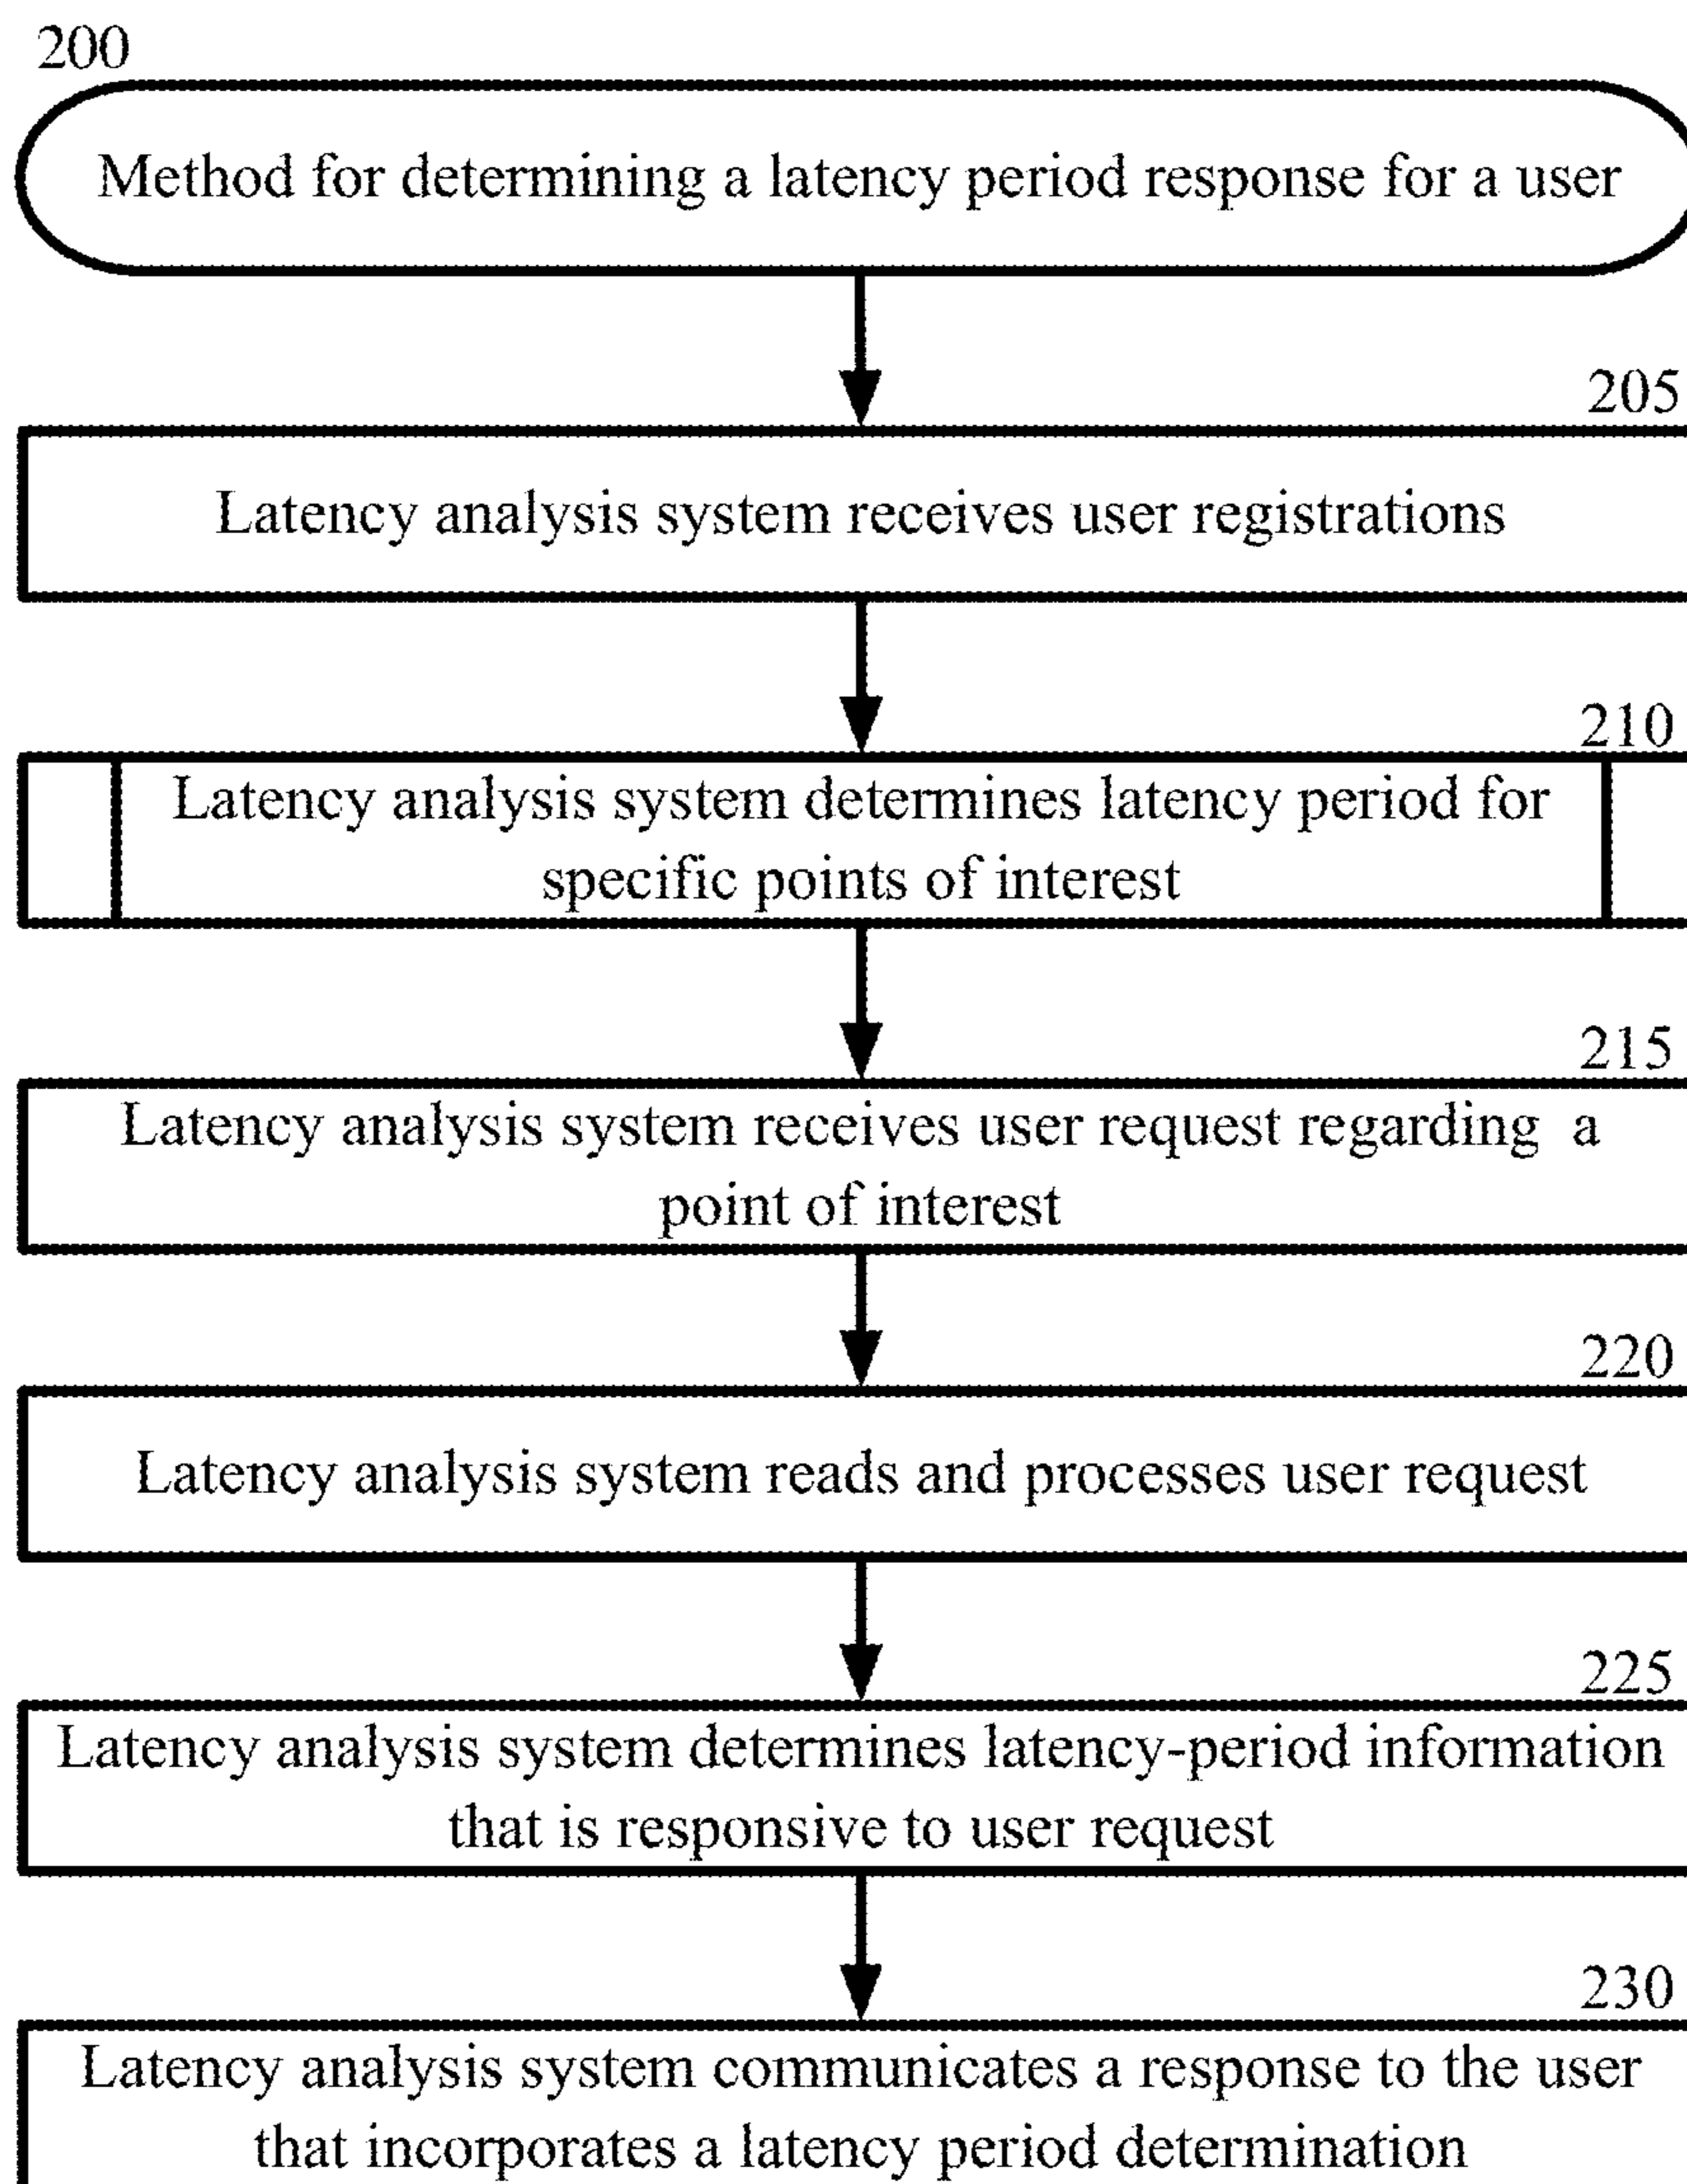 200
Method for determining a latency period response for a user
205
Latency analysis system receives user registrations
210
Latency analysis system determines latency period for
specific points of interest
215
Latency analysis system receives user request regarding a
point of interest
220
Latency analysis system reads and processes user request
225
Latency analysis system determines latency-period information
that is responsive to user request
230
Latency analysis system communicates a response to the user
that incorporates a latency period determination